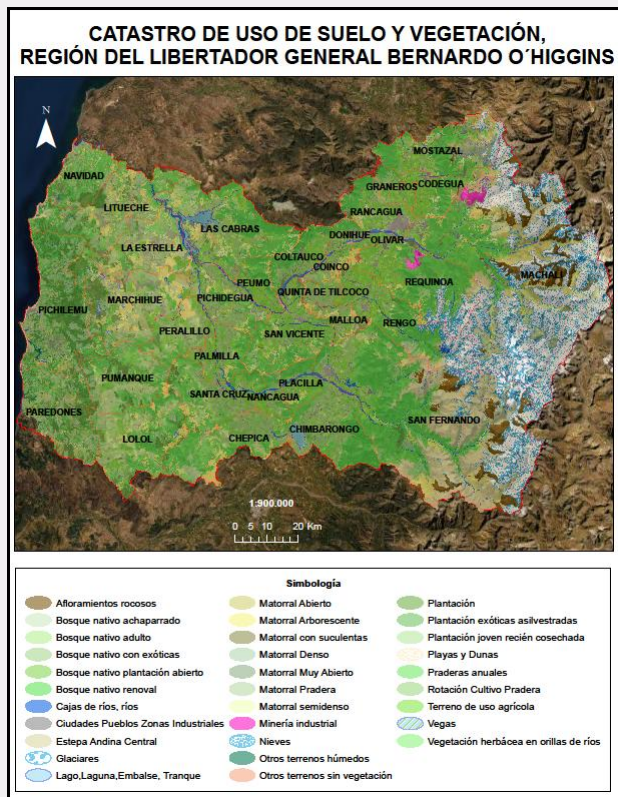 CATASTRO DE USO DE SUELO Y VEGETACIÓN,
REGIÓN DEL LIBERTADOR GENERAL BERNARDO O´HIGGINS
N
MOSTAZAL
NAVIDAD
CODEGUA
GRANEROS
LITUECHE
RANCAGUA
LAS CABRAS
DONIHUE
OLIVAR
LA ESTRELLA
COLTAUCO
COINCO
MACHALI
PEUMO
REQUINOA
QUINTA DE TILCOCO
PICHILEMU
MARCHIHUE
PICHIDEGUA
MALLOA
RENGO
PERALILLO
SAN VICENTE
PALMILLA
PUMANQUE
PLACILLA
SANTA CRUZ
NANCAGUA
PAREDONES
SAN FERNANDO
CHIMBARONGO
LOLOL
CHEPICA
1:900.000
0 5 10 20 Km
Simbología
Afloramientos rocosos
Bosque nativo achaparrado
Bosque nativo adulto
Bosque nativo con exóticas
Bosque nativo plantación abierto
Bosque nativo renoval
Cajas de ríos, ríos
Ciudades Pueblos Zonas Industriales
Estepa Andina Central
Glaciares
Lago,Laguna,Embalse, Tranque
Matorral Abierto
Matorral Arborescente
Matorral con suculentas
Matorral Denso
Matorral Muy Abierto
Matorral Pradera
Matorral semidenso
Minería industrial
Nieves
Otros terrenos húmedos
Otros terrenos sin vegetación
Plantación
Plantación exóticas asilvestradas
Plantación joven recién cosechada
Playas y Dunas
Praderas anuales
Rotación Cultivo Pradera
Terreno de uso agrícola
Vegas
Vegetación herbácea en orillas de ríos